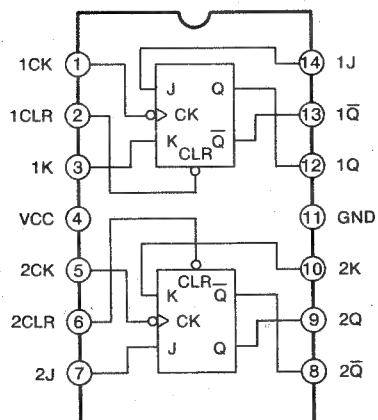 1CK 1 J Q 14 1J
1CLR 2 CK 13 1Q̅
1K 3 K Q̅ 12 1Q
CLR
VCC 4 11 GND
2CK 5 CLR 10 2K
K Q̅
2CLR 6 CK 9 2Q
2J 7 J Q 8 2Q̅